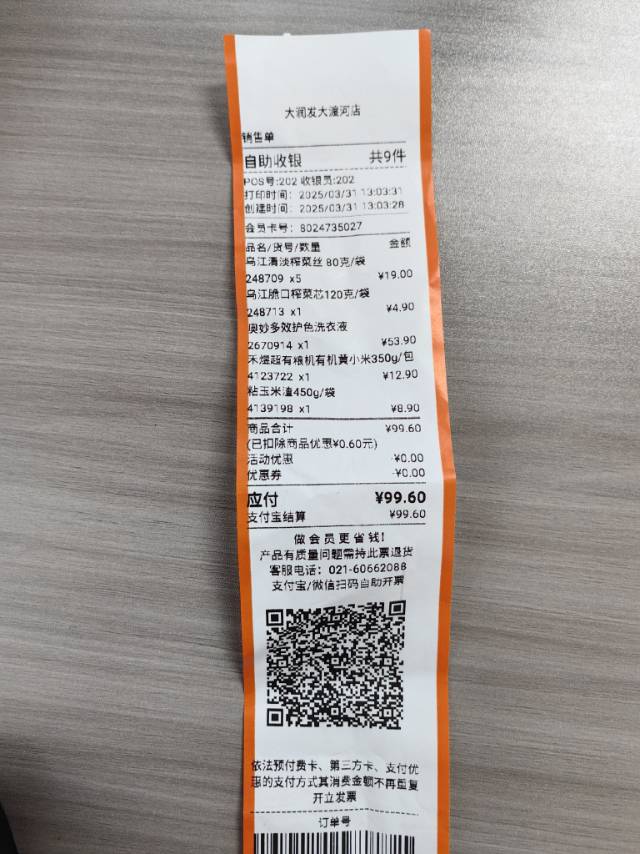 大润发大渡河店
销售单
自助收银 共9件
POS号:202 收银员:202
打印时间: 2025/03/31 13:03:31
创建时间: 2025/03/31 13:03:28
会员卡号: 8024735027
品名/货号/数量 金额
乌江清淡榨菜丝 80克/袋
248709 x5 ¥19.00
乌江脆口榨菜芯120克/袋
248713 x1 ¥4.90
奥妙多效护色洗衣液
2670914 x1 ¥53.90
禾煜超有粮机有机黄小米350g/包
4123722 x1 ¥12.90
粘玉米渣450g/袋
4139198 x1 ¥8.90
商品合计 ¥99.60
(已扣除商品优惠¥0.60元)
活动优惠 -¥0.00
优惠券 -¥0.00
应付 ¥99.60
支付宝结算 ¥99.60
做会员更省钱!
产品有质量问题需持此票退货
客服电话: 021-60662088
支付宝/微信扫码自助开票
依法预付费卡、第三方卡、支付优
惠的支付方式其消费金额不再重复
开立发票
订单号